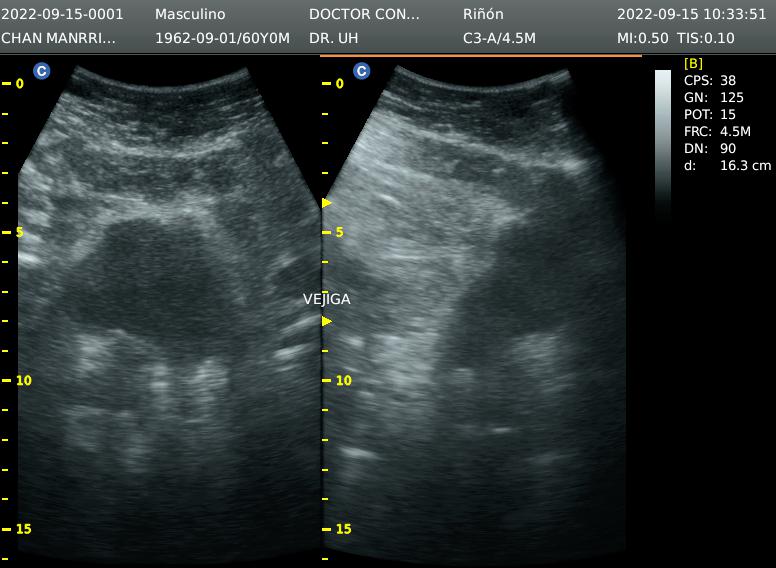 2022-09-15-0001 Masculino DOCTOR CON... Riñón 2022-09-15 10:33:51
CHAN MANRRI... 1962-09-01/60Y0M DR. UH C3-A/4.5M MI:0.50 TIS:0.10
C
C
[B]
CPS: 38
GN: 125
POT: 15
FRC: 4.5M
DN: 90
d: 16.3 cm
0
5
10
15
0
5
10
15
VEJIGA